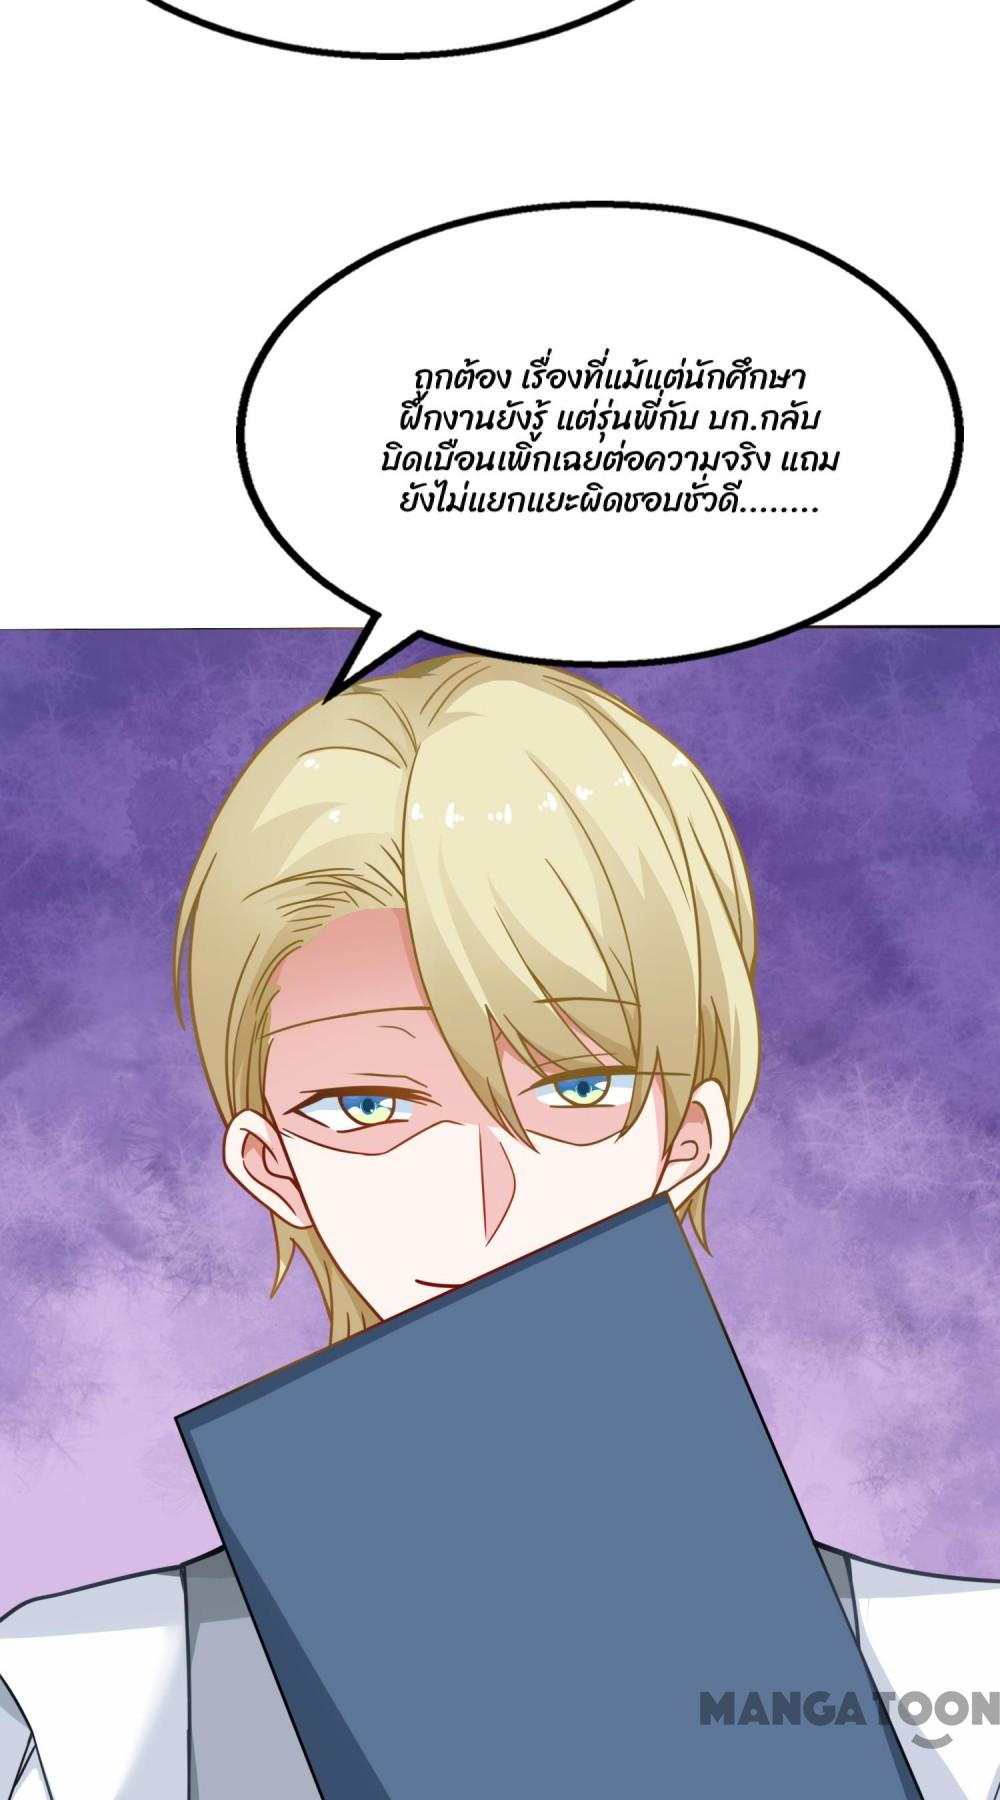 ถูกต้อง เรื่องที่แม้แต่นักศึกษา
ฝึกงานยังรู้ แต่รุ่นพี่กับ บก.กลับ
บิดเบือนเพิกเฉยต่อความจริง แถม
ยังไม่แยกแยะผิดชอบชั่วดี........
MANGATOON